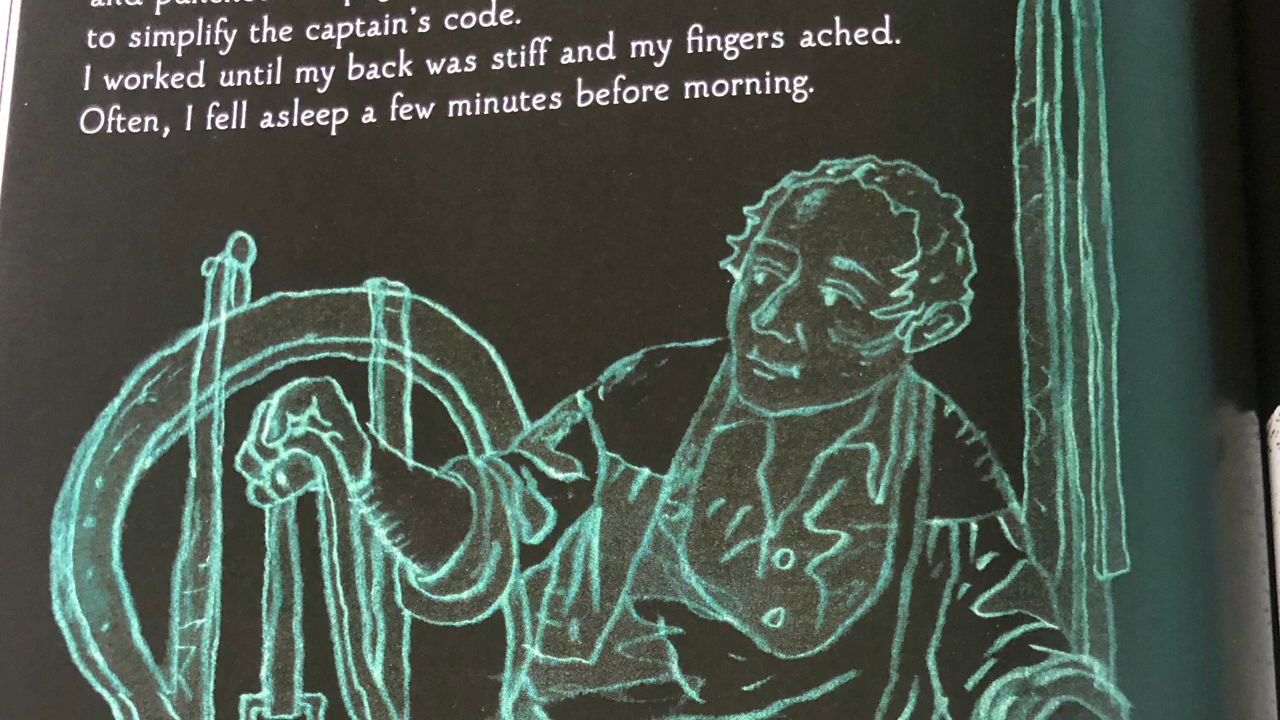 and
to simplify the captain's code.
I worked until my back was stiff and my fingers ached.
Often, I fell asleep a few minutes before morning.